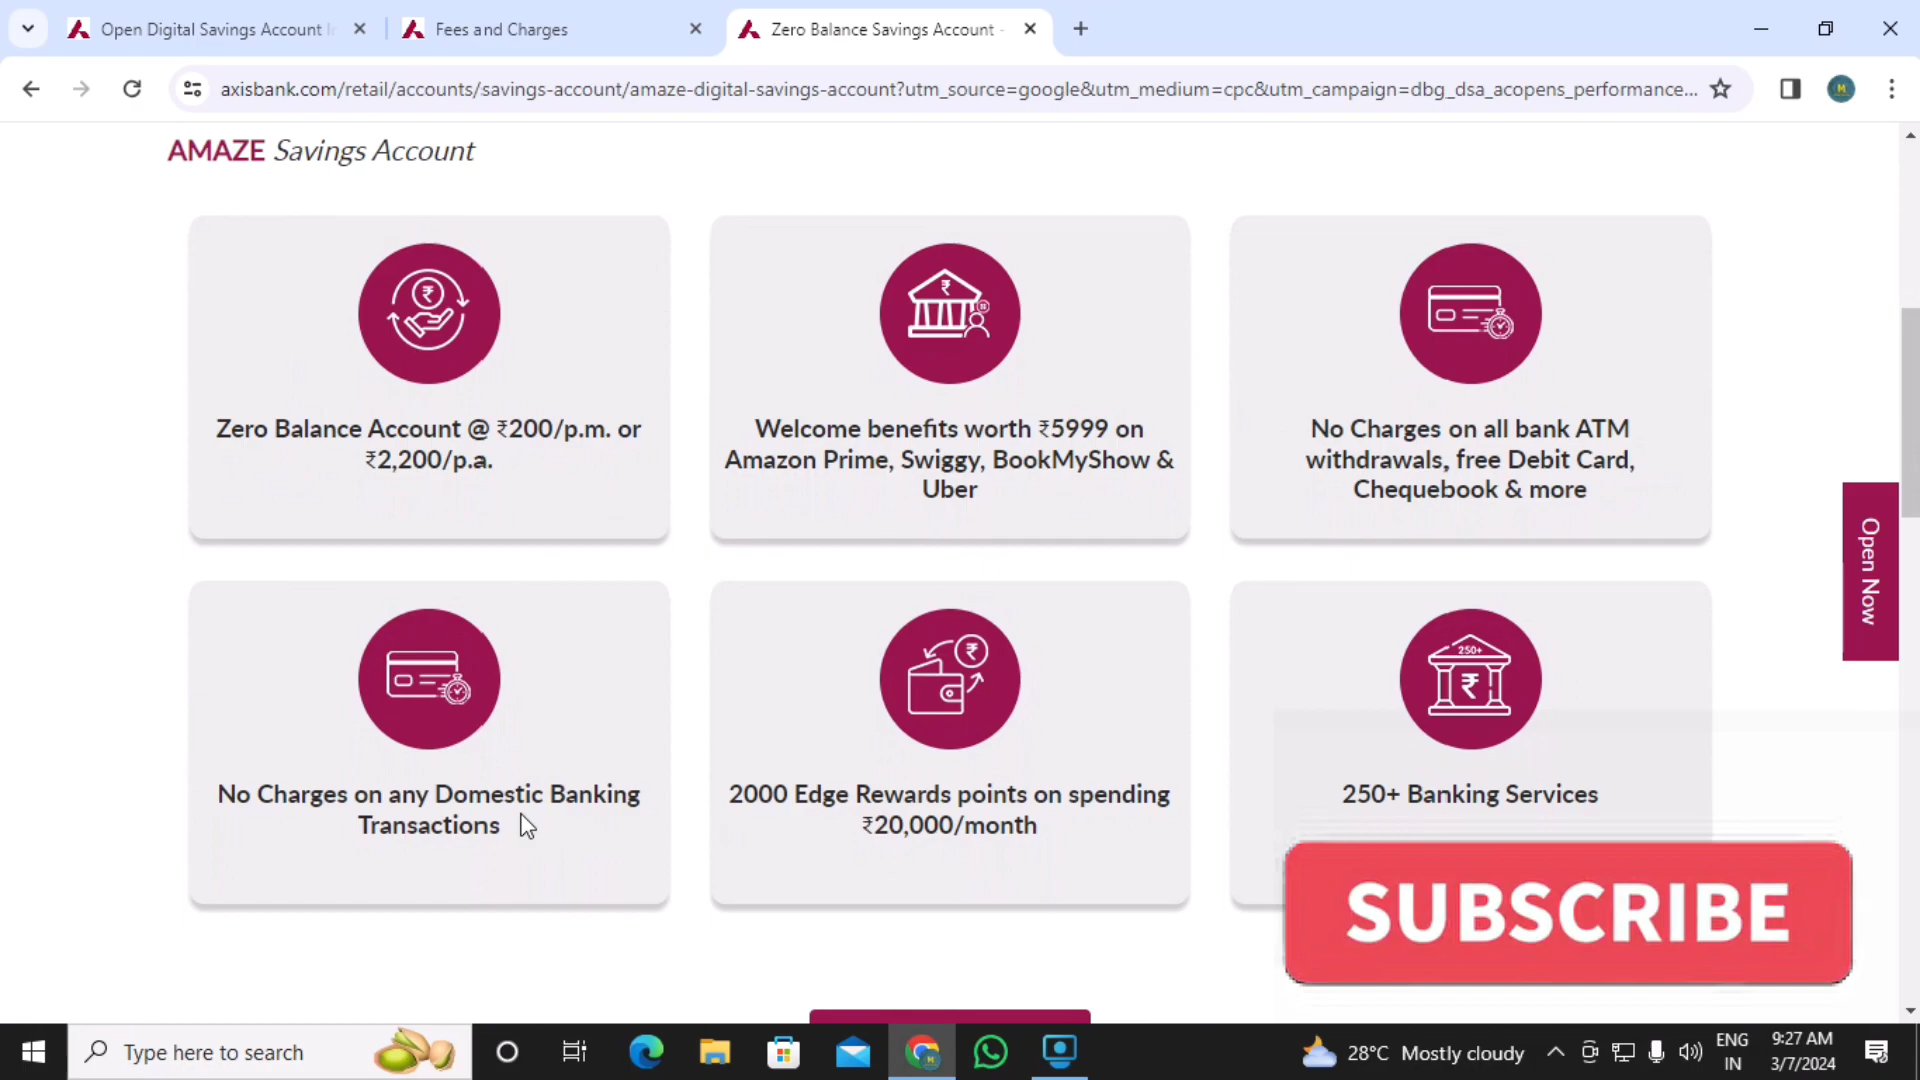 Open Digital Savings Account
Fees and Charges
Zero Balance Savings Account -
axisbank.com/retail/accounts/savings-account/amaze-digital-savings-account?utm_source=google&utm_medium=cpc&utm_campaign=dbg_dsa_acopens_performance...
M
AMAZE Savings Account
Zero Balance Account @ ₹200/p.m. or
₹2,200/p.a.
Welcome benefits worth ₹5999 on
Amazon Prime, Swiggy, BookMyShow &
Uber
No Charges on all bank ATM
withdrawals, free Debit Card,
Chequebook & more
Open Now
No Charges on any Domestic Banking
Transactions
2000 Edge Rewards points on spending
₹20,000/month
250+
250+ Banking Services
SUBSCRIBE
Type here to search
28°C Mostly cloudy
ENG
IN
9:27 AM
3/7/2024